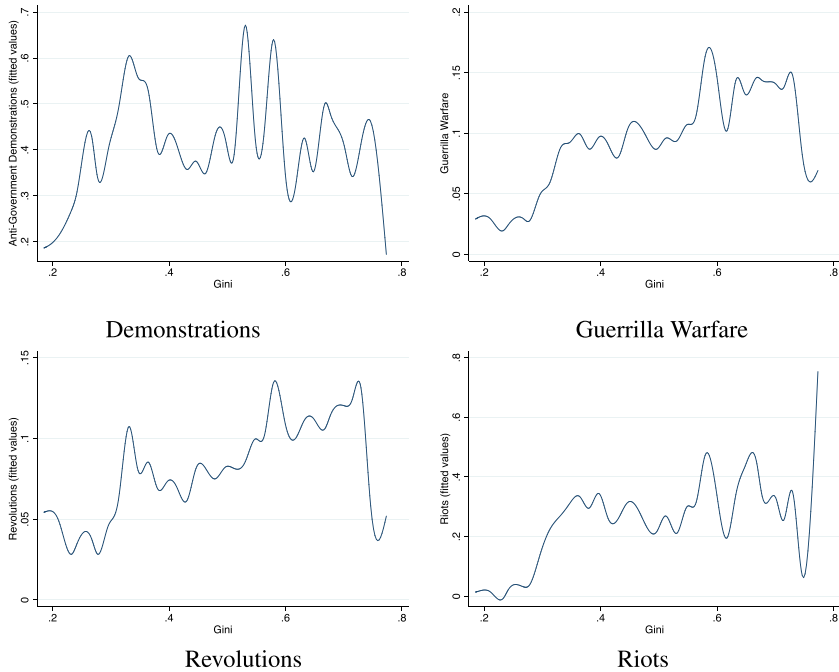 Anti-Government Demonstrations (fitted values)
.7
.6
.5
.4
.3
.2
.2 .4 .6 .8
Gini
Demonstrations
Guerrilla Warfare
.2
.15
.1
.05
0
.2 .4 .6 .8
Gini
Guerrilla Warfare
Revolutions (fitted values)
.15
.1
.05
0
.2 .4 .6 .8
Gini
Revolutions
Riots (fitted values)
.8
.6
.4
.2
0
.2 .4 .6 .8
Gini
Riots